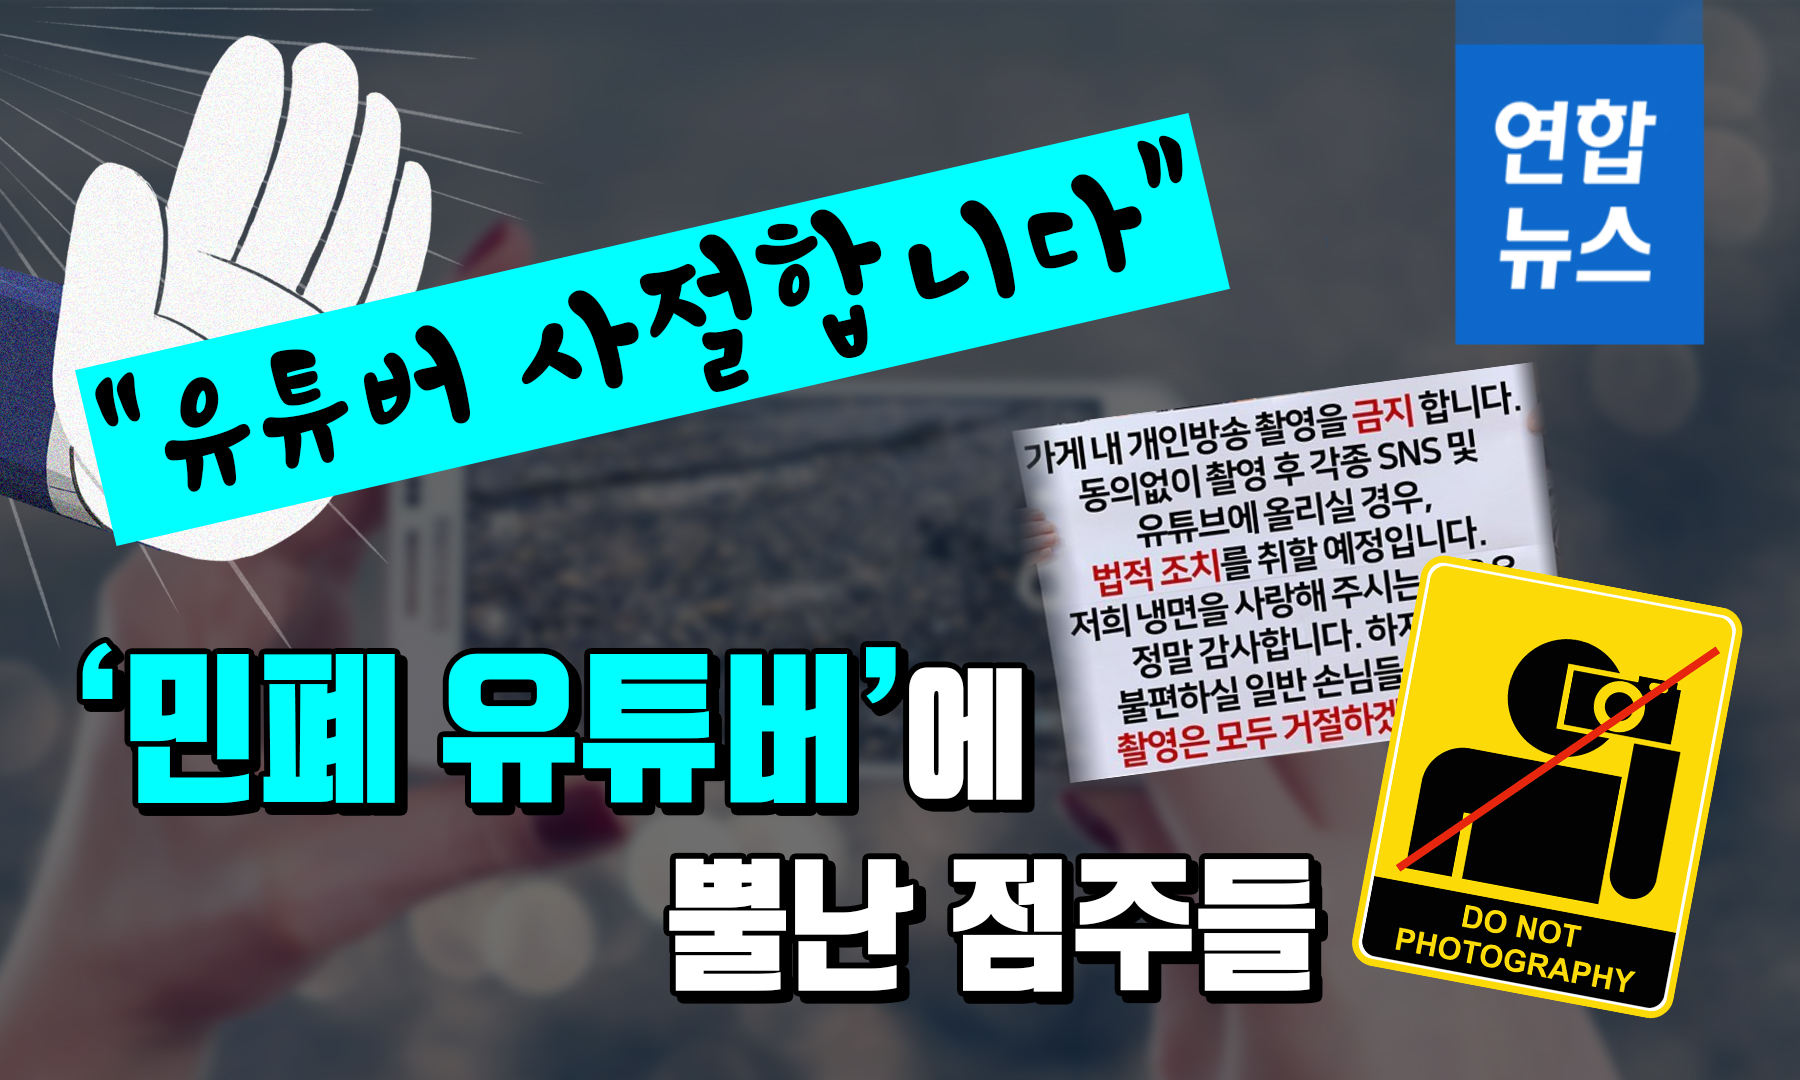 연합
뉴스
"유튜버 사절합니다"
가게 내 개인방송 촬영을 금지 합니다.
동의없이 촬영 후 각종 SNS 및
유튜브에 올리실 경우,
법적 조치를 취할 예정입니다.
저희 냉면을 사랑해 주시는
정말 감사합니다.
불편하실 일반 손님들
촬영은 모두 거절하겠
‘민폐 유튜버’에
뿔난 점주들
DO NOT
PHOTOGRAPHY